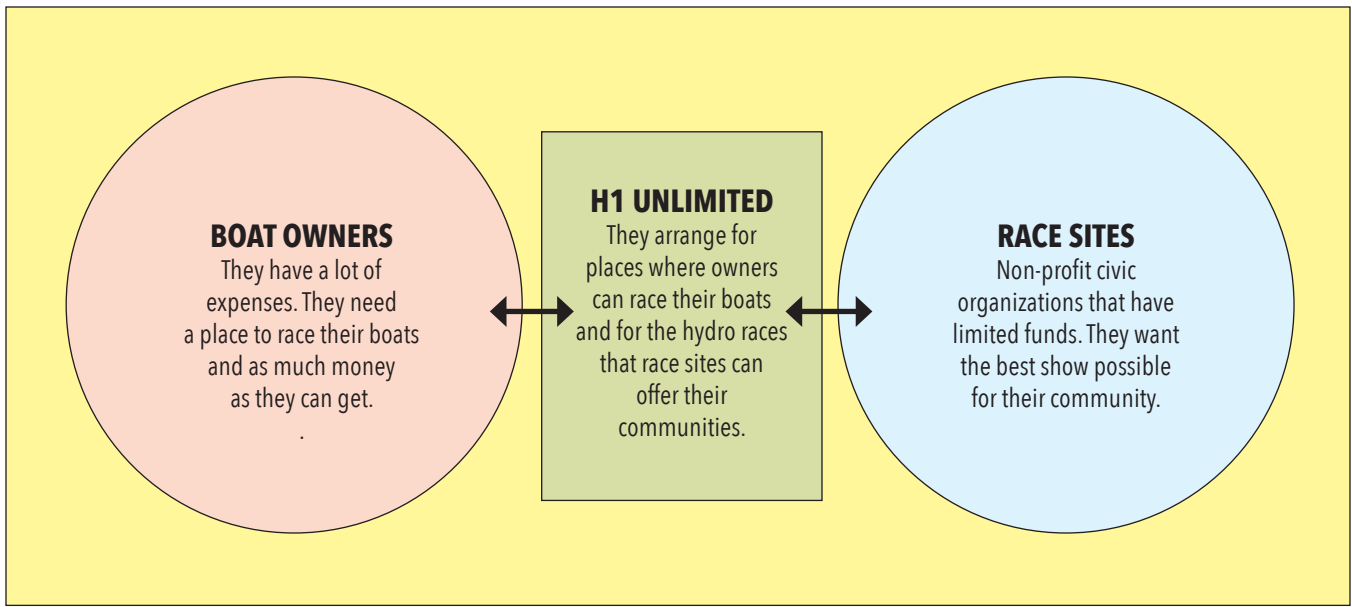 BOAT OWNERS
They have a lot of
expenses. They need
a place to race their boats
and as much money
as they can get.
.
H1 UNLIMITED
They arrange for
places where owners
can race their boats
and for the hydro races
that race sites can
offer their
communities.
RACE SITES
Non-profit civic
organizations that have
limited funds. They want
the best show possible
for their community.